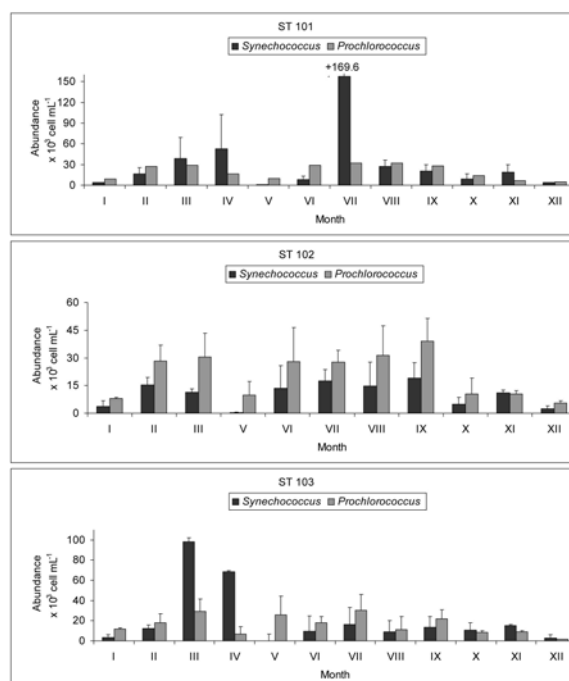 ST 101
Synechococcus Prochlorococcus
+169.6
150
120
90
60
30
0
Abundance
x 10³ cell mL⁻¹
I II III IV V VI VII VIII IX X XI XII
Month
ST 102
Synechococcus Prochlorococcus
60
45
30
15
0
Abundance
x 10³ cell mL⁻¹
I II III V VI VII VIII IX X XI XII
Month
ST 103
Synechococcus Prochlorococcus
100
80
60
40
20
0
Abundance
x 10³ cell mL⁻¹
I II III IV V VI VII VIII IX X XI XII
Month